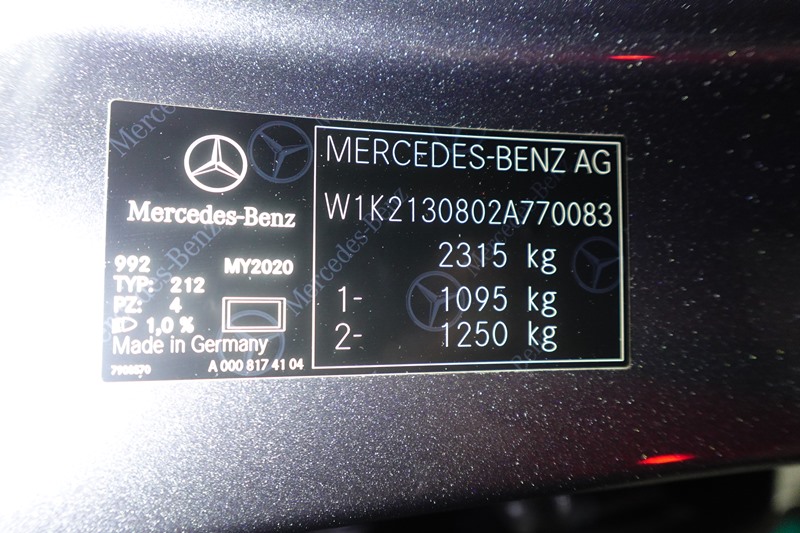 Mercedes-Benz
992 MY2020
TYP: 212
PZ: 4
1,0 %
Made in Germany
A 000 817 41 04
MERCEDES-BENZ AG
W1K2130802A770083
2315 kg
1- 1095 kg
2- 1250 kg